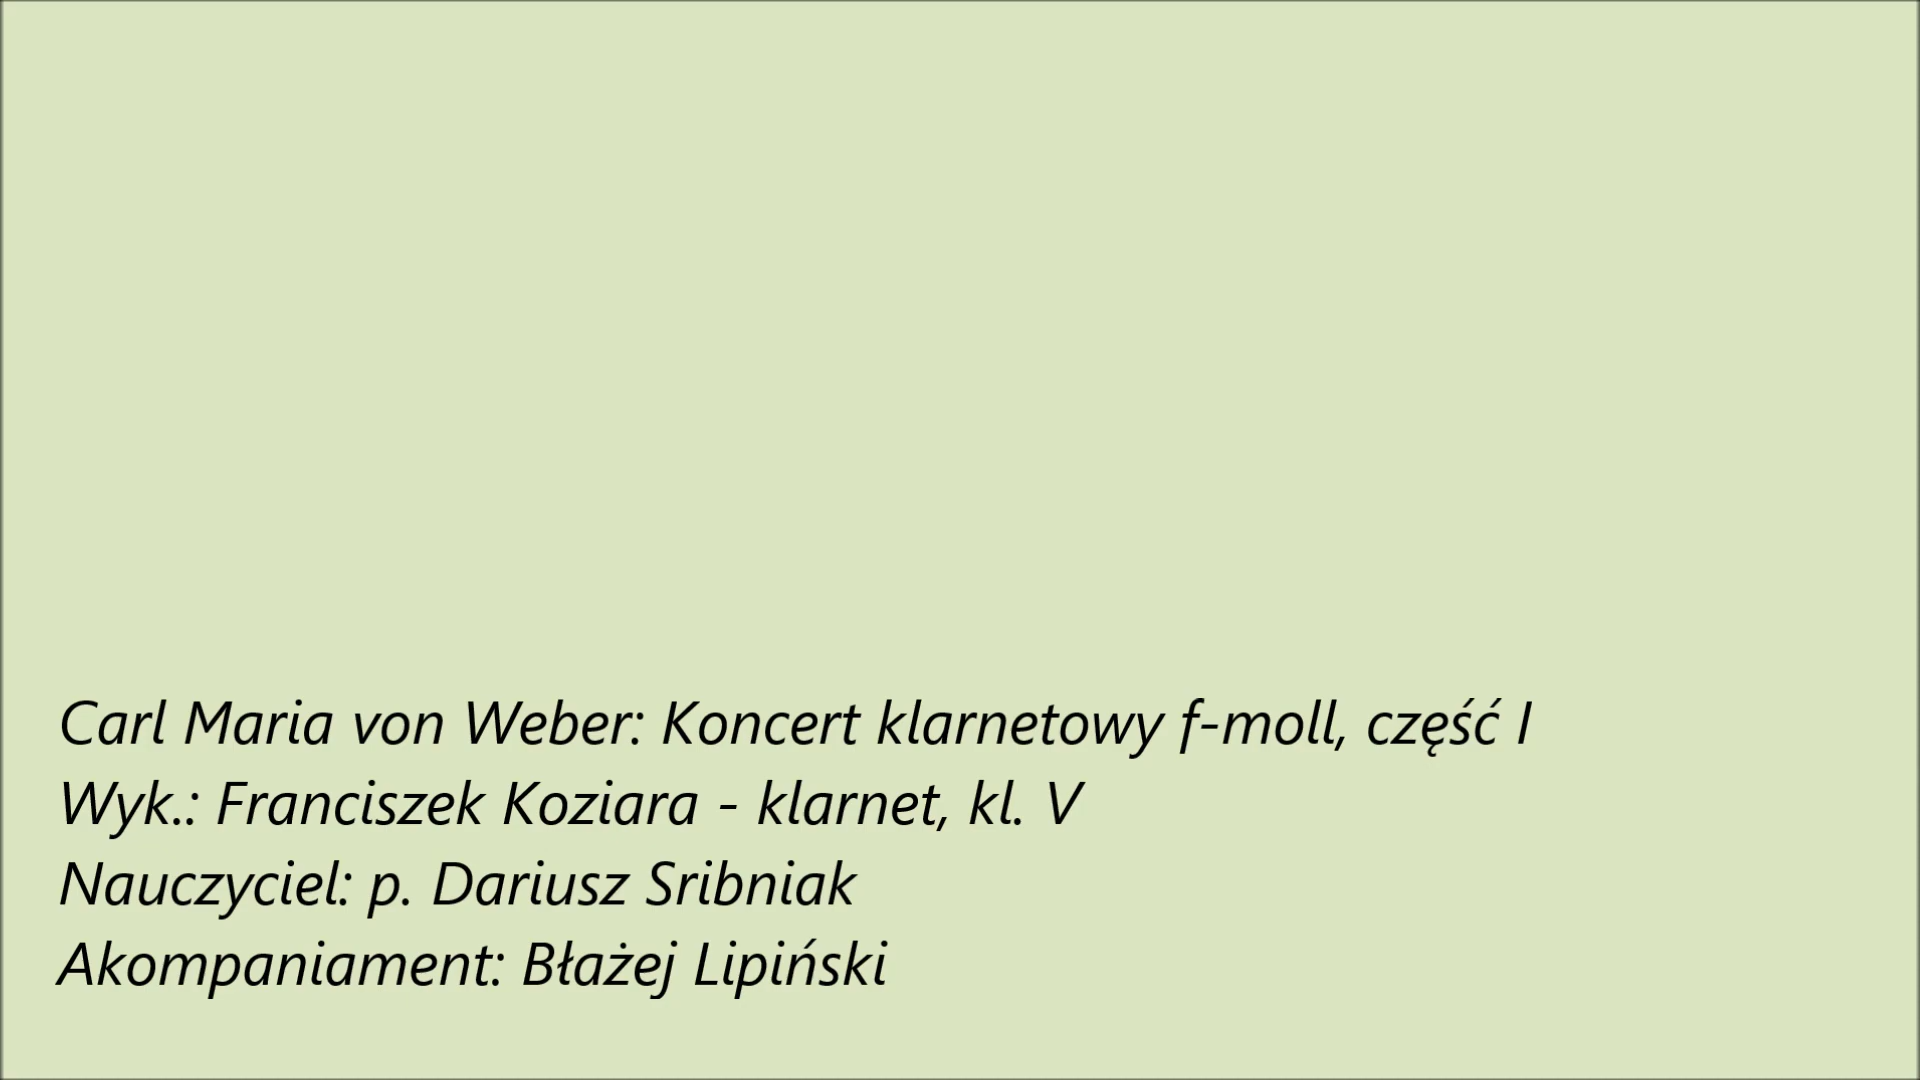 Carl Maria von Weber: Koncert klarnetowy f-moll, część I
Wyk.: Franciszek Koziara - klarnet, kl. V
Nauczyciel: p. Dariusz Sribniak
Akompaniament: Błażej Lipiński